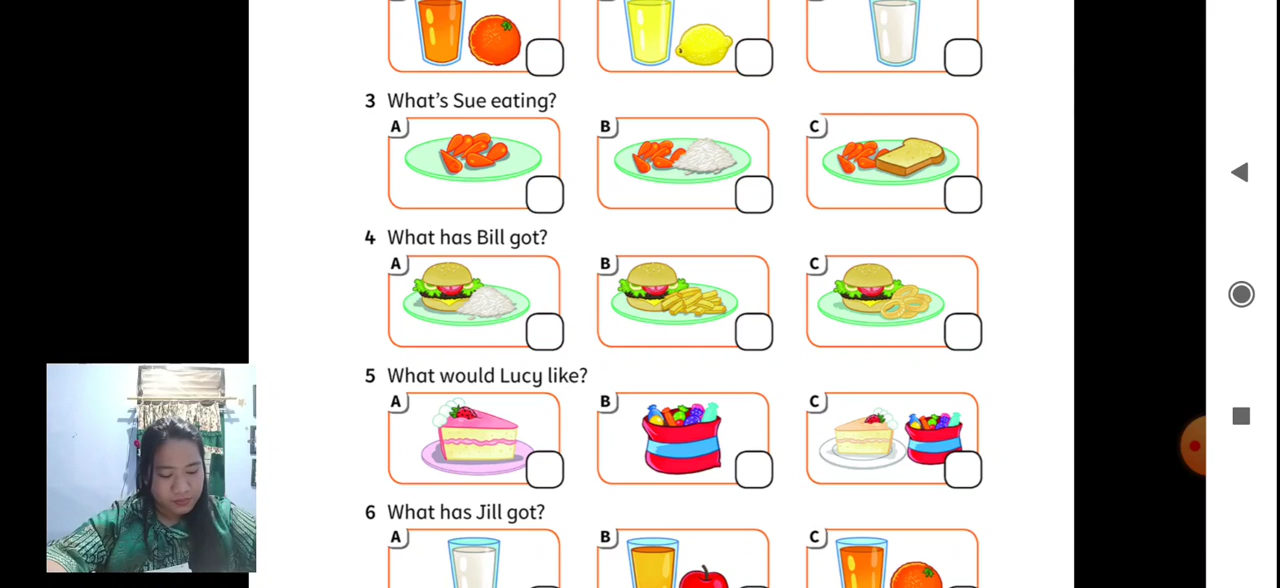 3 What's Sue eating?
A B C
4 What has Bill got?
A B C
5 What would Lucy like?
A B C
6 What has Jill got?
A B C